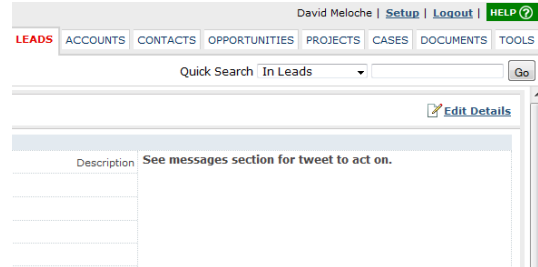 David Meloche | Setup | Logout | HELP ?
LEADS ACCOUNTS CONTACTS OPPORTUNITIES PROJECTS CASES DOCUMENTS TOOLS
Quick Search In Leads Go
Edit Details
Description See messages section for tweet to act on.